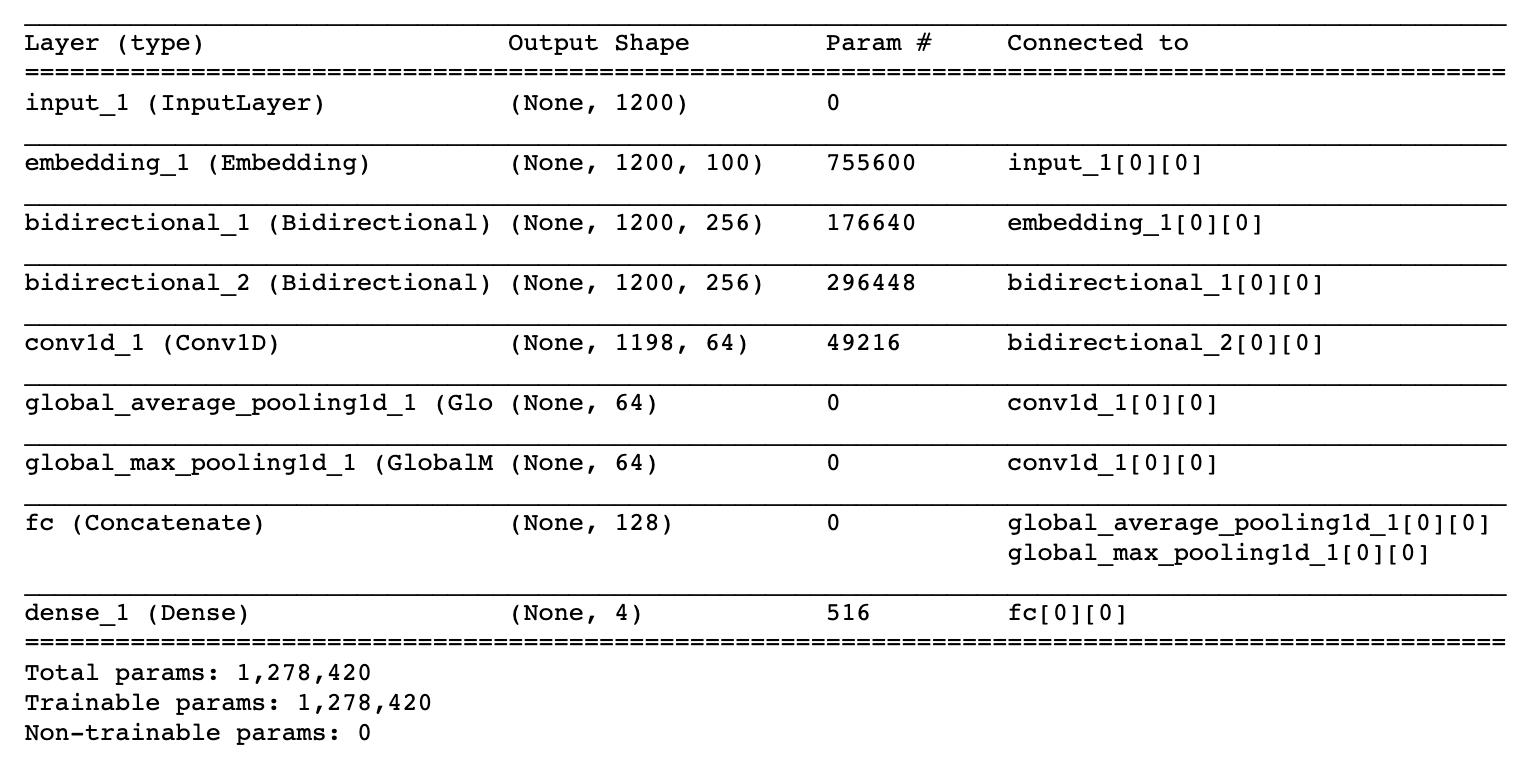 Layer (type) Output Shape Param # Connected to
input_1 (InputLayer) (None, 1200) 0
embedding_1 (Embedding) (None, 1200, 100) 755600 input_1[0][0]
bidirectional_1 (Bidirectional) (None, 1200, 256) 176640 embedding_1[0][0]
bidirectional_2 (Bidirectional) (None, 1200, 256) 296448 bidirectional_1[0][0]
conv1d_1 (Conv1D) (None, 1198, 64) 49216 bidirectional_2[0][0]
global_average_pooling1d_1 (Glo (None, 64) 0 conv1d_1[0][0]
global_max_pooling1d_1 (GlobalM (None, 64) 0 conv1d_1[0][0]
fc (Concatenate) (None, 128) 0 global_average_pooling1d_1[0][0]
global_max_pooling1d_1[0][0]
dense_1 (Dense) (None, 4) 516 fc[0][0]
Total params: 1,278,420
Trainable params: 1,278,420
Non-trainable params: 0